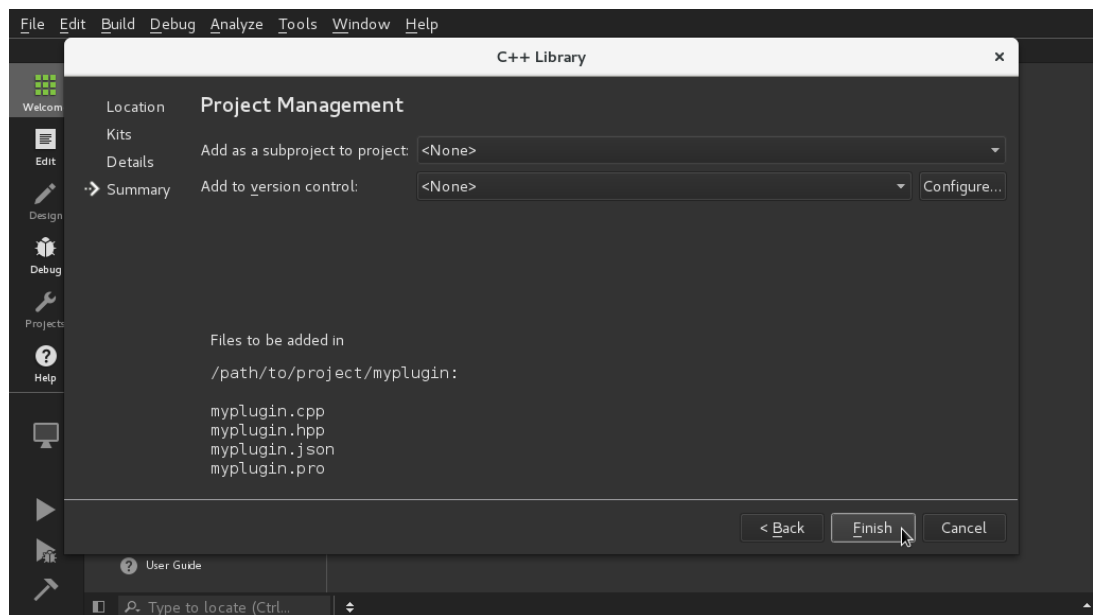 File Edit Build Debug Analyze Tools Window Help
C++ Library
Welcom
Edit
Design
Debug
Projects
Help
Location
Kits
Details
Summary
Project Management
Add as a subproject to project: <None>
Add to version control: <None> Configure...
Files to be added in
/path/to/project/myplugin:
myplugin.cpp
myplugin.hpp
myplugin.json
myplugin.pro
< Back Finish Cancel
User Guide
Type to locate (Ctrl...